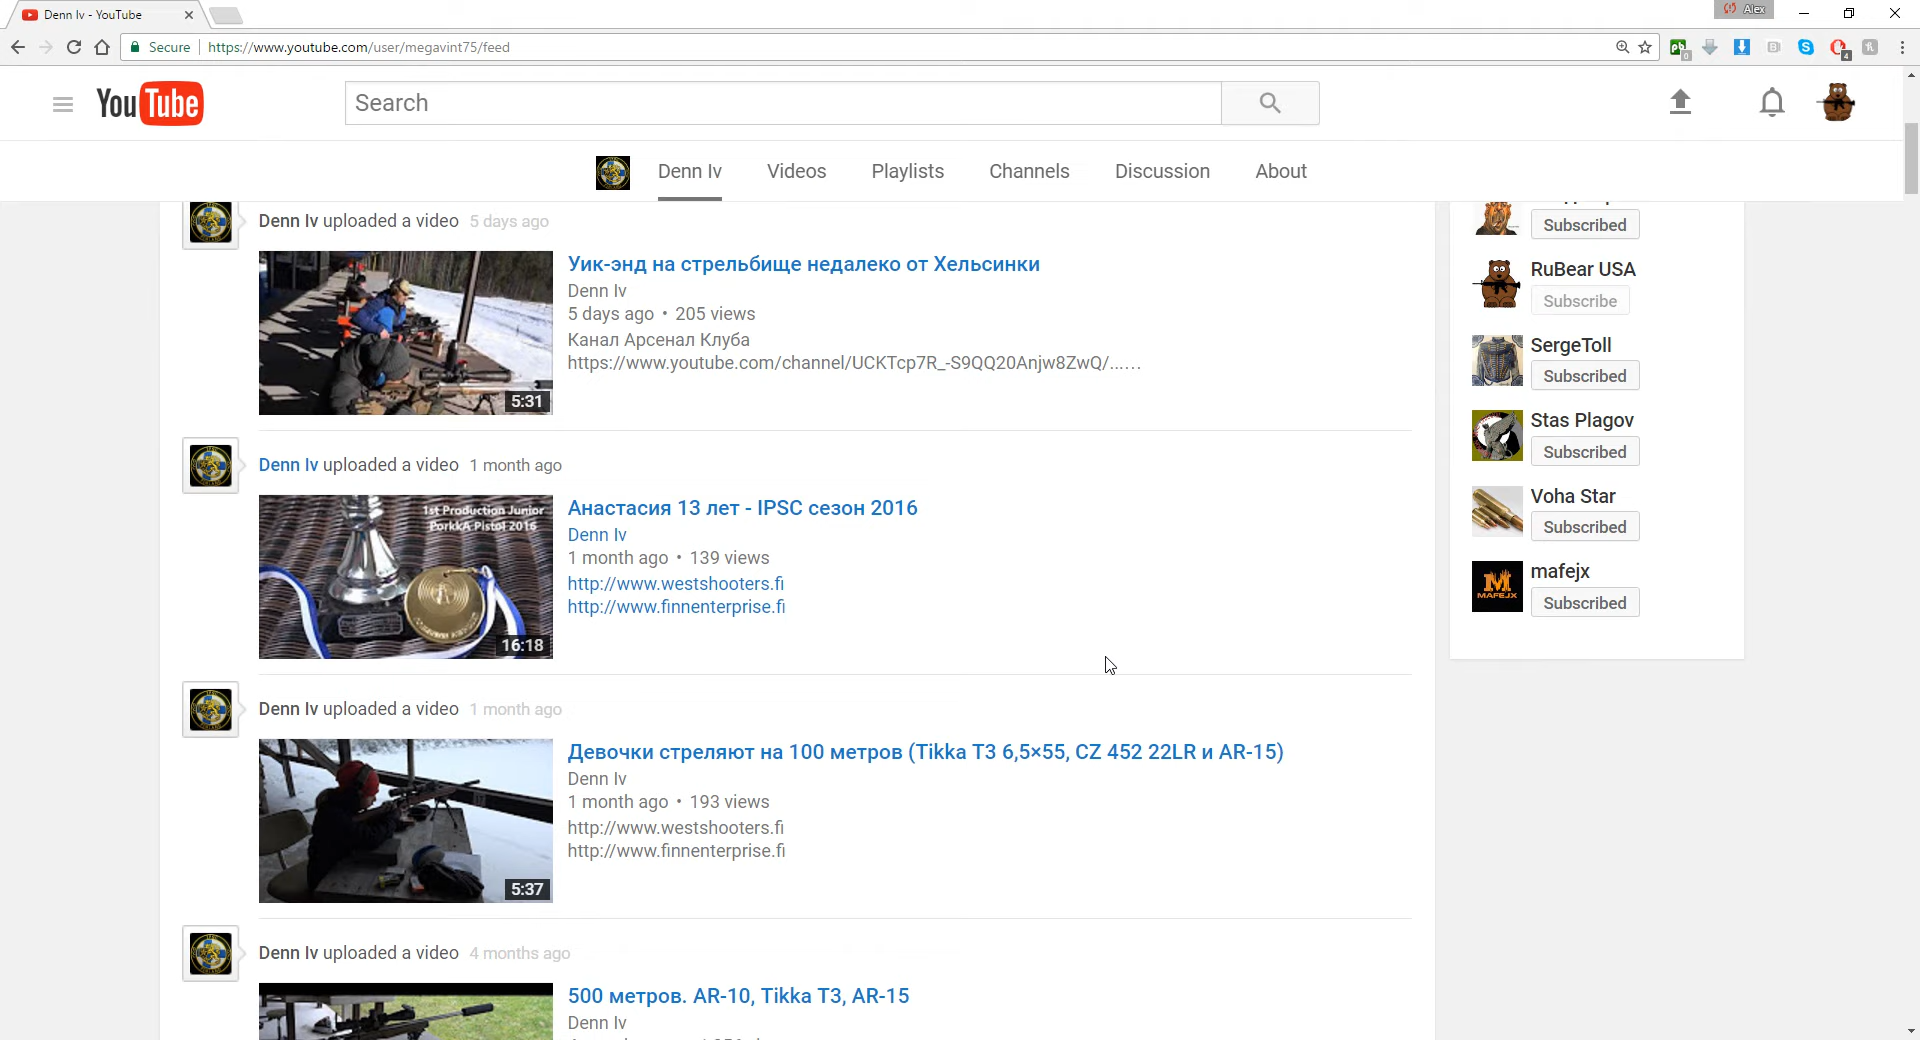 Denn Iv - YouTube
Alex
Secure
https://www.youtube.com/user/megavint75/feed
YouTube
Search
Denn Iv
Videos
Playlists
Channels
Discussion
About
Denn Iv uploaded a video 5 days ago
5:31
Уик-энд на стрельбище недалеко от Хельсинки
Denn Iv
5 days ago • 205 views
Канал Арсенал Клуба
https://www.youtube.com/channel/UCKTcp7R_-S9QQ20Anjw8ZwQ/......
Denn Iv uploaded a video 1 month ago
1st Production Junior
PorkkA Pistol 2016
16:18
Анастасия 13 лет - IPSC сезон 2016
Denn Iv
1 month ago • 139 views
http://www.westshooters.fi
http://www.finnenterprise.fi
Denn Iv uploaded a video 1 month ago
5:37
Девочки стреляют на 100 метров (Tikka T3 6,5×55, CZ 452 22LR и AR-15)
Denn Iv
1 month ago • 193 views
http://www.westshooters.fi
http://www.finnenterprise.fi
Denn Iv uploaded a video 4 months ago
500 метров. AR-10, Tikka T3, AR-15
Denn Iv
Subscribed
RuBear USA
Subscribe
SergeToll
Subscribed
Stas Plagov
Subscribed
Voha Star
Subscribed
mafejx
MAFEJX
Subscribed